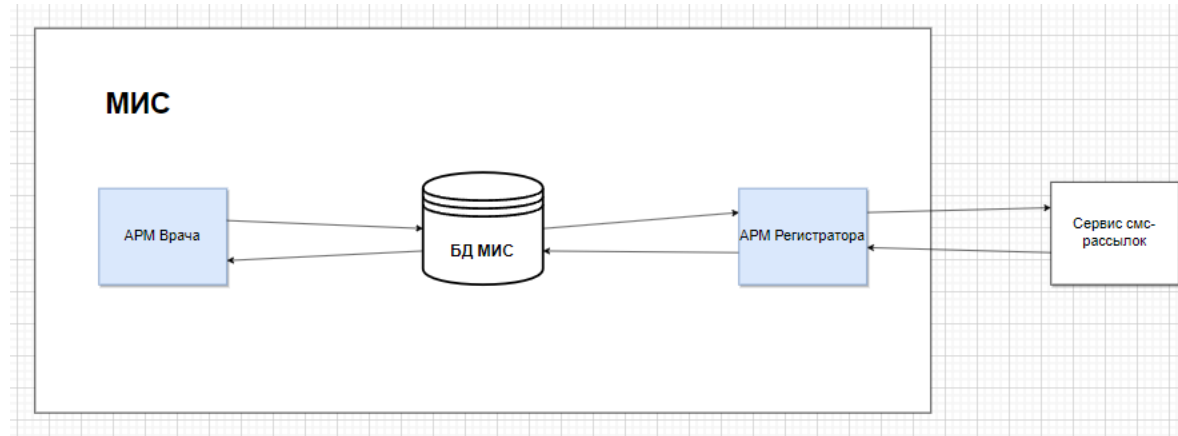 МИС
АРМ Врача
БД МИС
АРМ Регистратора
Сервис смс-
рассылок